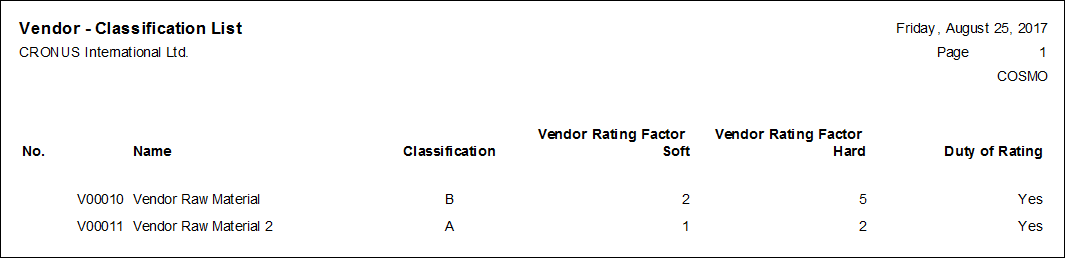 Vendor - Classification List Friday, August 25, 2017
CRONUS International Ltd. Page 1
COSMO
Vendor Rating Factor Vendor Rating Factor
No. Name Classification Soft Hard Duty of Rating
V00010 Vendor Raw Material B 2 5 Yes
V00011 Vendor Raw Material 2 A 1 2 Yes